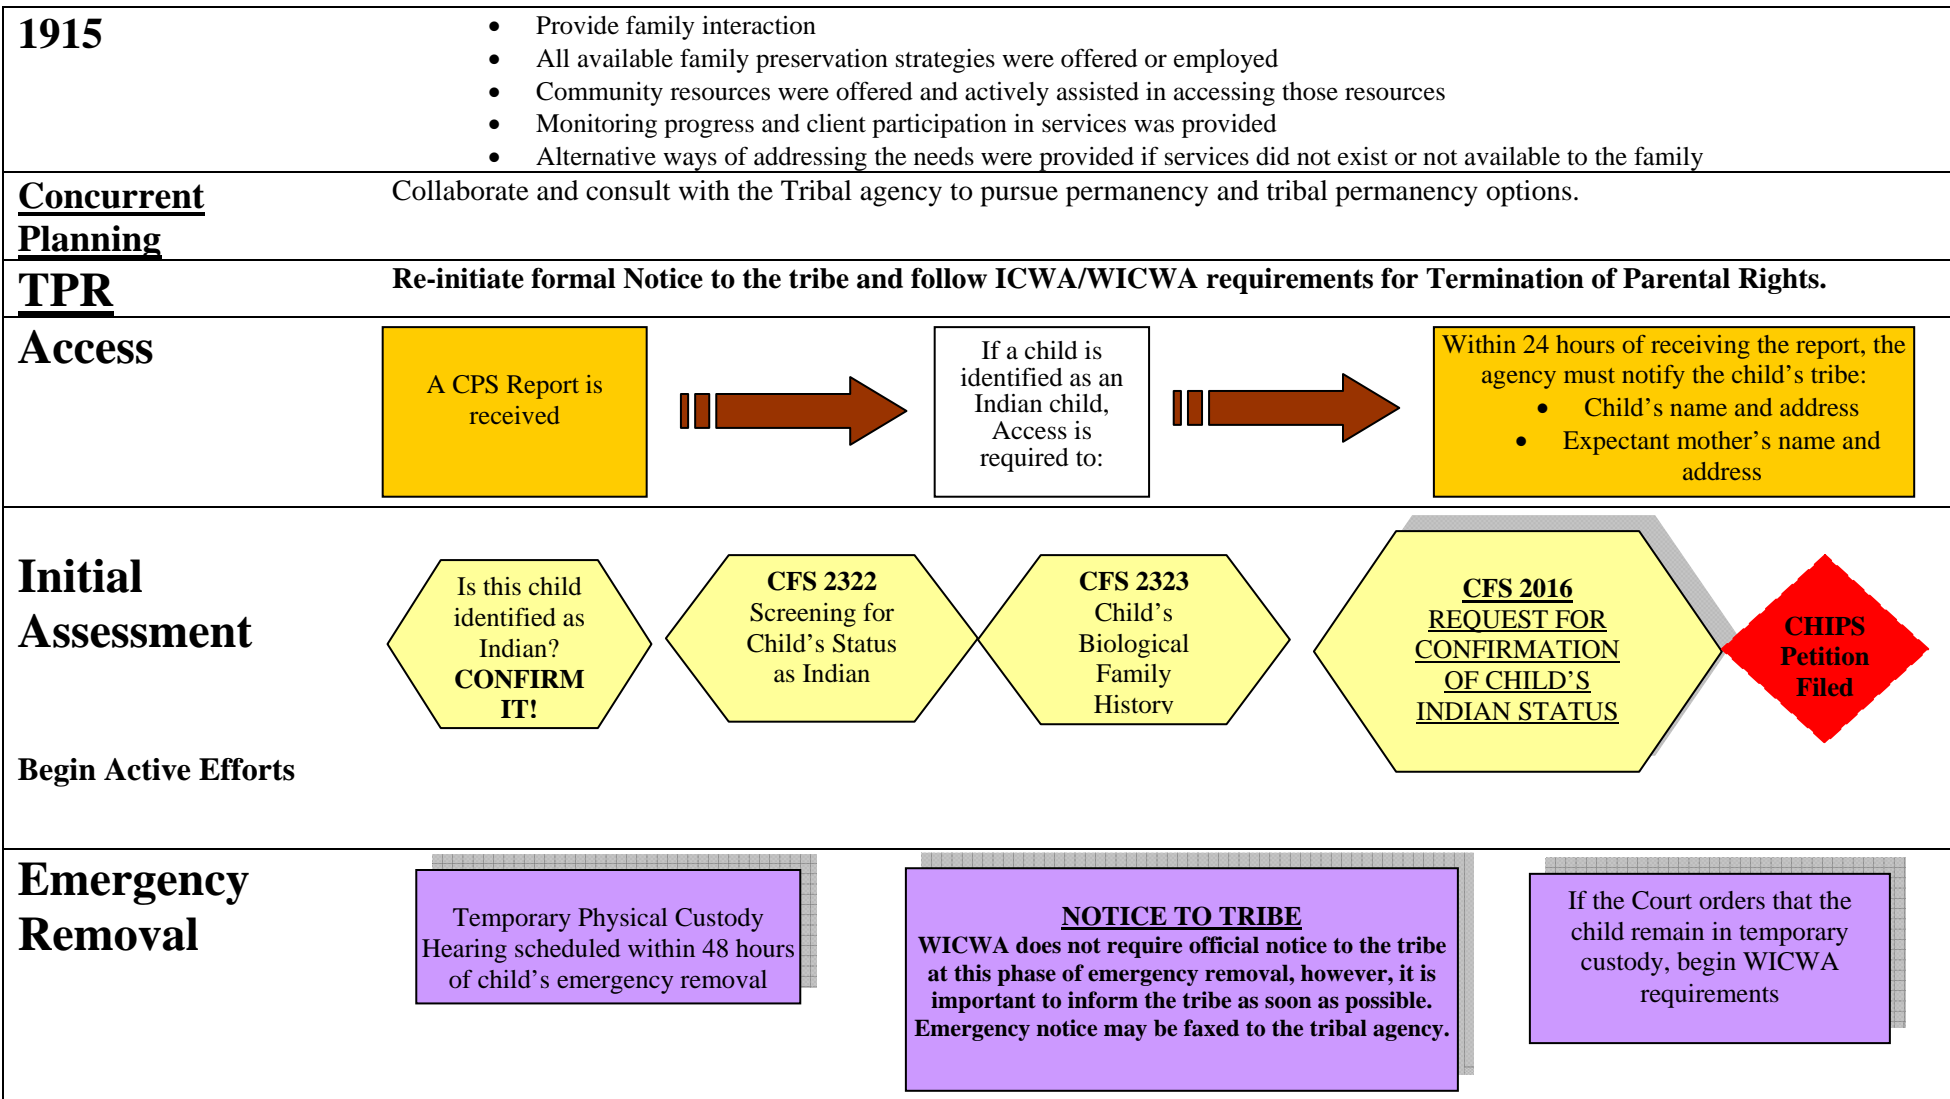 1915
• Provide family interaction
• All available family preservation strategies were offered or employed
• Community resources were offered and actively assisted in accessing those resources
• Monitoring progress and client participation in services was provided
• Alternative ways of addressing the needs were provided if services did not exist or not available to the family
Concurrent
Planning
Collaborate and consult with the Tribal agency to pursue permanency and tribal permanency options.
TPR
Re-initiate formal Notice to the tribe and follow ICWA/WICWA requirements for Termination of Parental Rights.
Access
A CPS Report is
received
If a child is
identified as an
Indian child,
Access is
required to:
Within 24 hours of receiving the report, the
agency must notify the child’s tribe:
• Child’s name and address
• Expectant mother’s name and
address
Initial
Assessment
Begin Active Efforts
Is this child
identified as
Indian?
CONFIRM
IT!
CFS 2322
Screening for
Child’s Status
as Indian
CFS 2323
Child’s
Biological
Family
History
CFS 2016
REQUEST FOR
CONFIRMATION
OF CHILD’S
INDIAN STATUS
CHIPS
Petition
Filed
Emergency
Removal
Temporary Physical Custody
Hearing scheduled within 48 hours
of child’s emergency removal
NOTICE TO TRIBE
WICWA does not require official notice to the tribe
at this phase of emergency removal, however, it is
important to inform the tribe as soon as possible.
Emergency notice may be faxed to the tribal agency.
If the Court orders that the
child remain in temporary
custody, begin WICWA
requirements